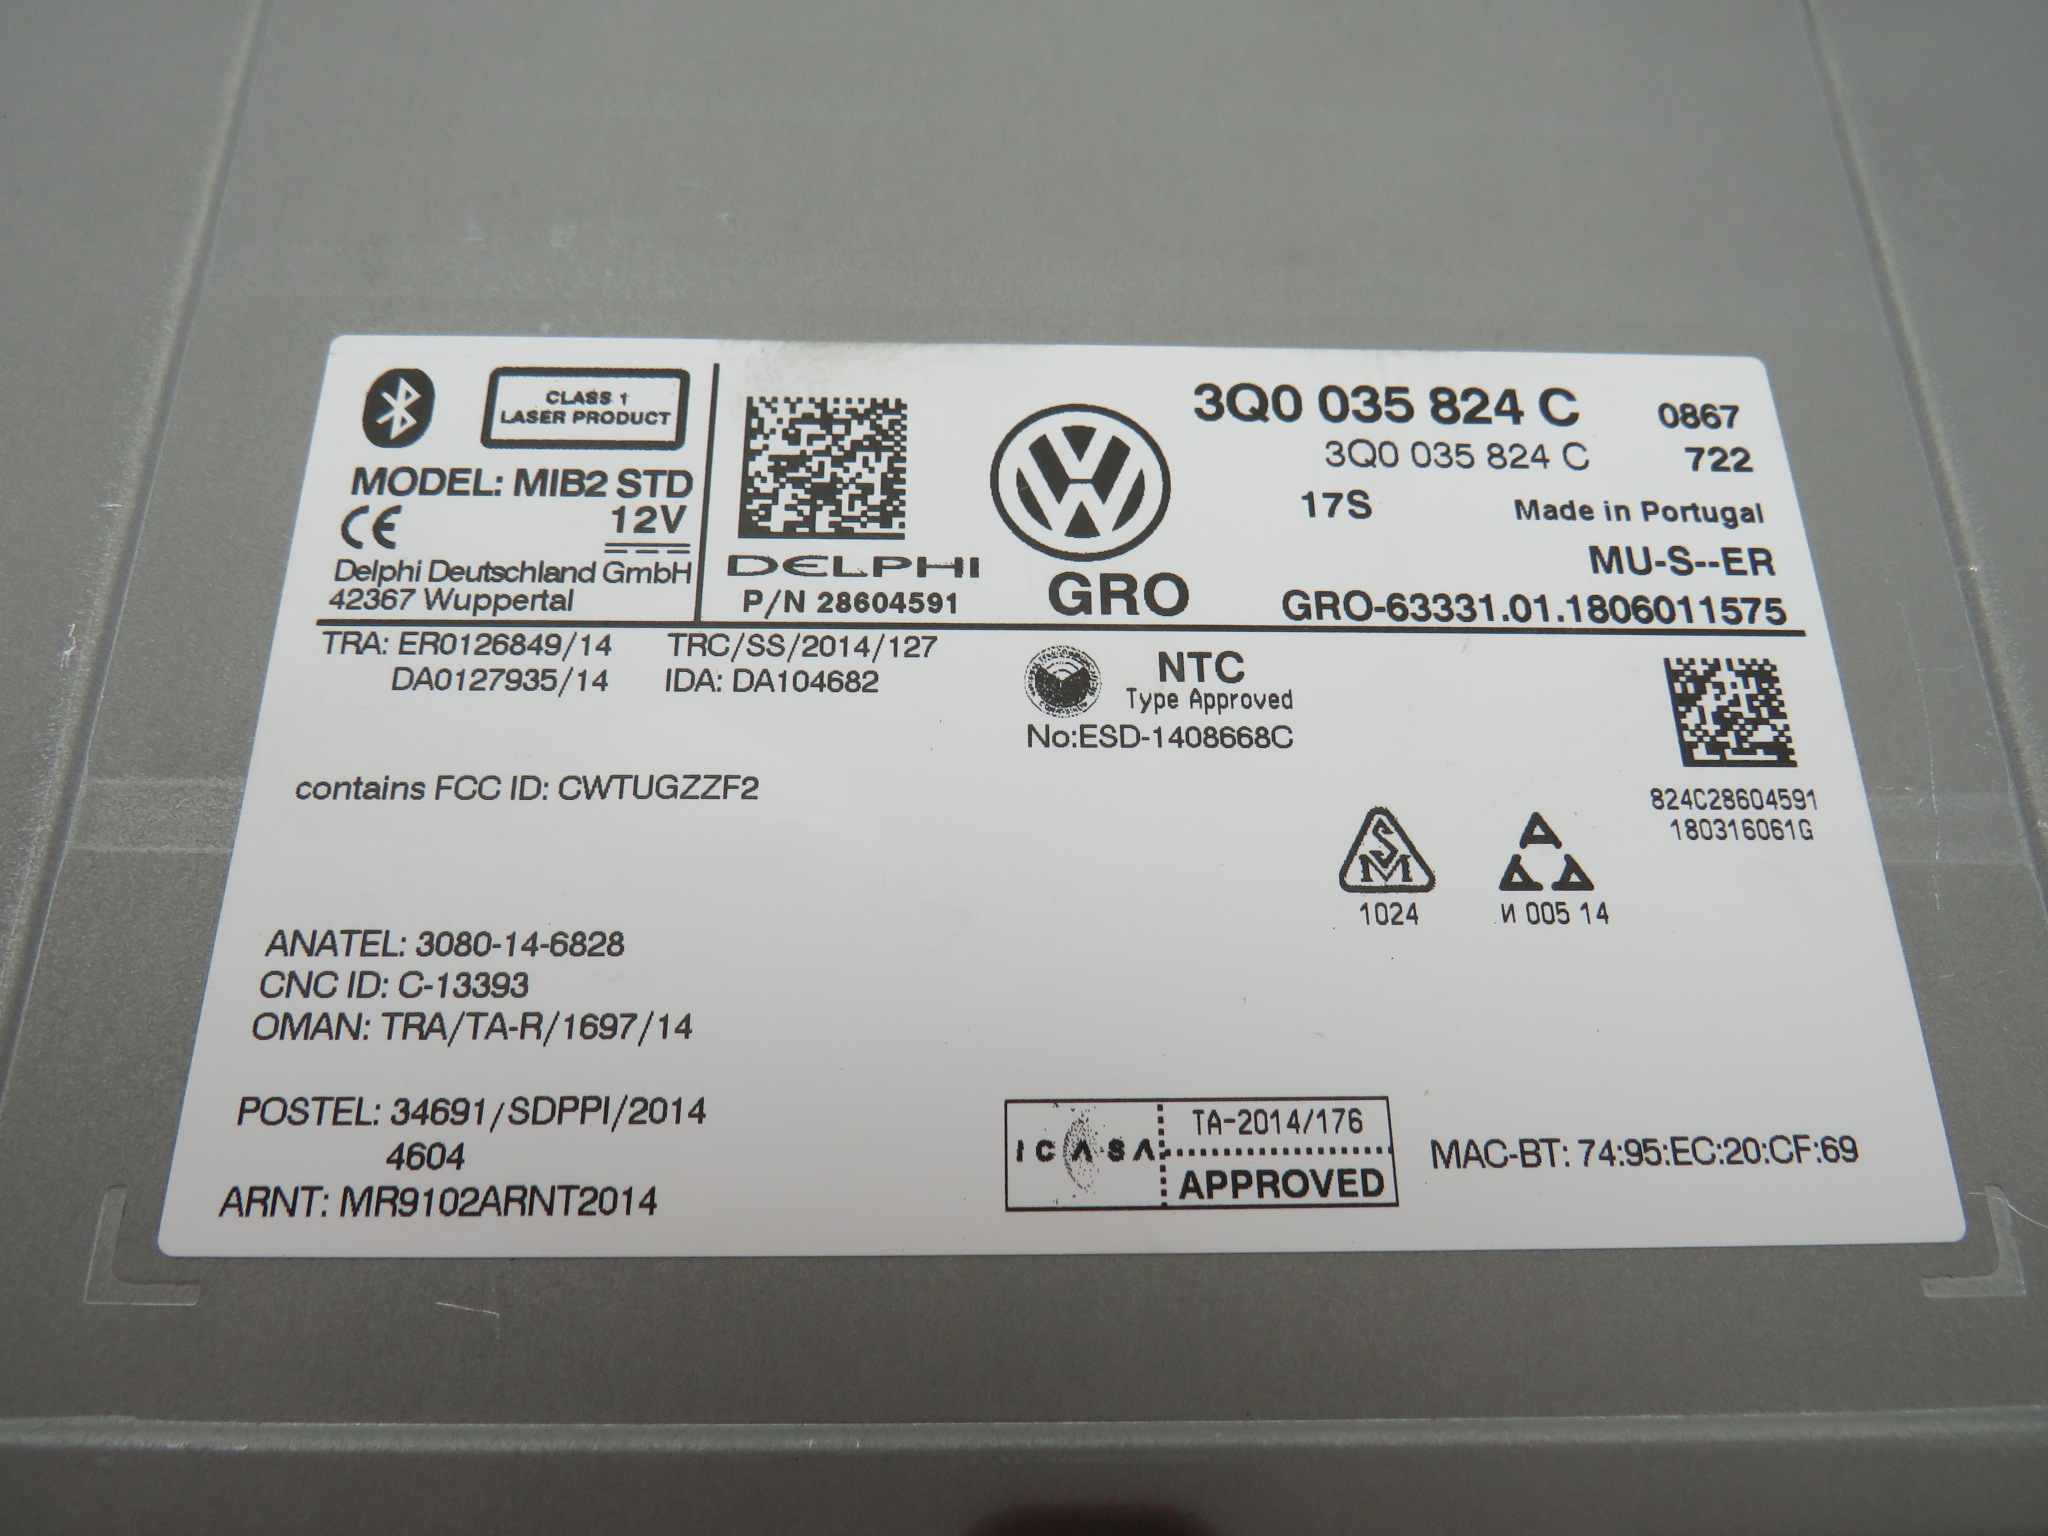 CLASS 1
LASER PRODUCT
MODEL: MIB2 STD
CE 12V
Delphi Deutschland GmbH
42367 Wuppertal
DELPHI
P/N 28604591
GRO
3Q0 035 824 C 0867
3Q0 035 824 C 722
17S Made in Portugal
MU-S--ER
GRO-63331.01.1806011575
TRA: ER0126849/14 TRC/SS/2014/127
DA0127935/14 IDA: DA104682
NTC
Type Approved
No:ESD-1408668C
contains FCC ID: CWTUGZZF2
824C28604591
180316061G
SM
1024
A
И 005 14
ANATEL: 3080-14-6828
CNC ID: C-13393
OMAN: TRA/TA-R/1697/14
POSTEL: 34691/SDPPI/2014
4604
ARNT: MR9102ARNT2014
ICASA
TA-2014/176
APPROVED
MAC-BT: 74:95:EC:20:CF:69